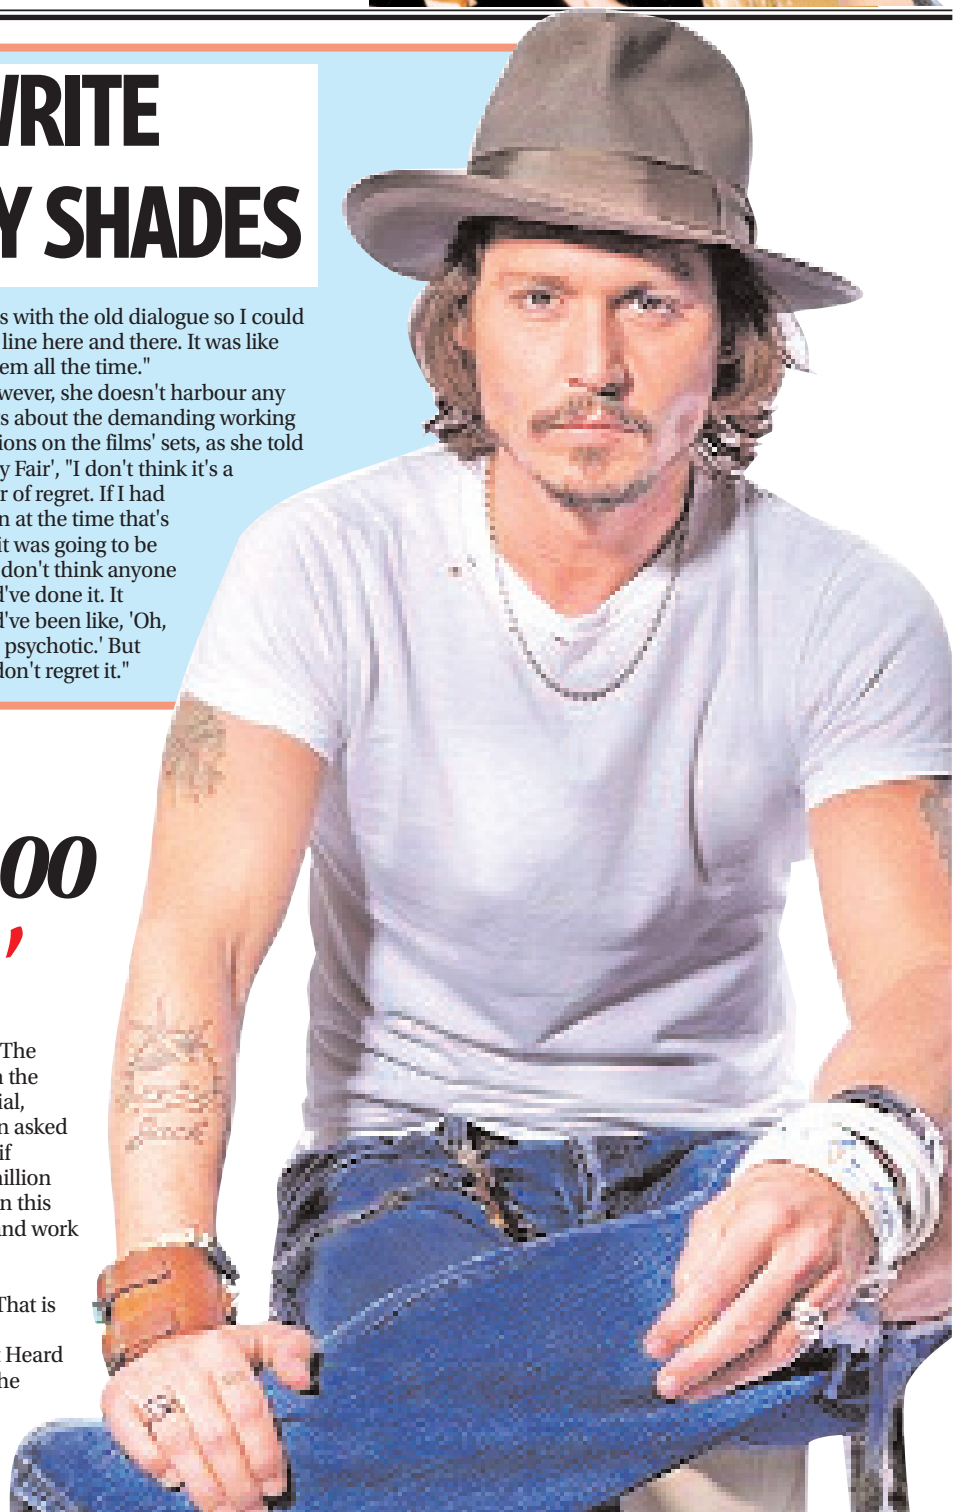 WRITE
Y SHADES
s with the old dialogue so I could
line here and there. It was like
em all the time."
wever, she doesn't harbour any
s about the demanding working
ions on the films' sets, as she told
y Fair', "I don't think it's a
r of regret. If I had
n at the time that's
it was going to be
don't think anyone
d've done it. It
d've been like, 'Oh,
psychotic.' But
don't regret it."
00
'
The
n the
ial,
n asked
if
illion
n this
and work
That is
t Heard
he